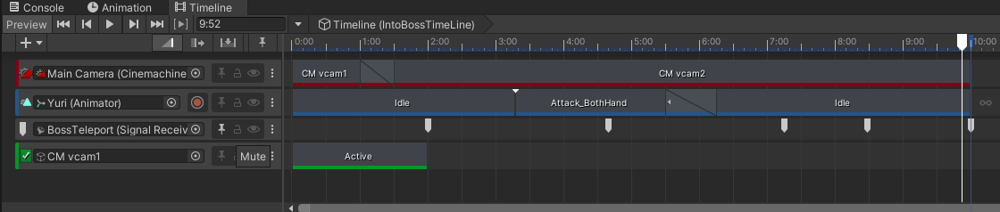 Console Animation Timeline
Preview 9:52 Timeline (IntoBossTimeLine)
0:00 1:00 2:00 3:00 4:00 5:00 6:00 7:00 8:00 9:00 10:00
Main Camera (Cinemachine CM vcam1 CM vcam2
Yuri (Animator) Idle Attack_BothHand Idle
BossTeleport (Signal Receiv
CM vcam1 Mute Active